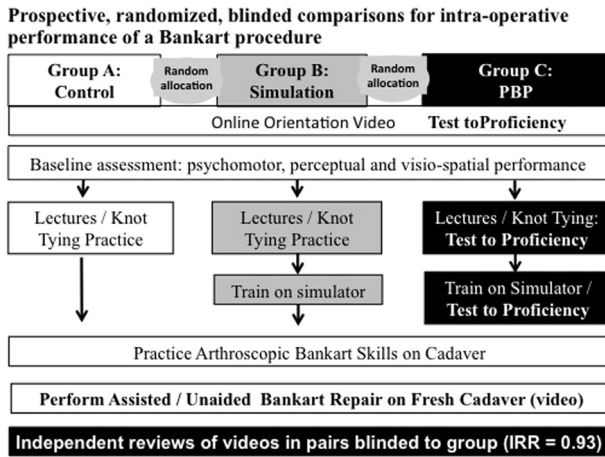 Prospective, randomized, blinded comparisons for intra-operative
performance of a Bankart procedure
Group A:
Control
Random
allocation
Group B:
Simulation
Random
allocation
Group C:
PBP
Online Orientation Video Test toProficiency
Baseline assessment: psychomotor, perceptual and visio-spatial performance
Lectures / Knot
Tying Practice
Lectures / Knot
Tying Practice
Lectures / Knot Tying:
Test to Proficiency
Train on simulator
Train on Simulator /
Test to Proficiency
Practice Arthroscopic Bankart Skills on Cadaver
Perform Assisted / Unaided Bankart Repair on Fresh Cadaver (video)
Independent reviews of videos in pairs blinded to group (IRR = 0.93)